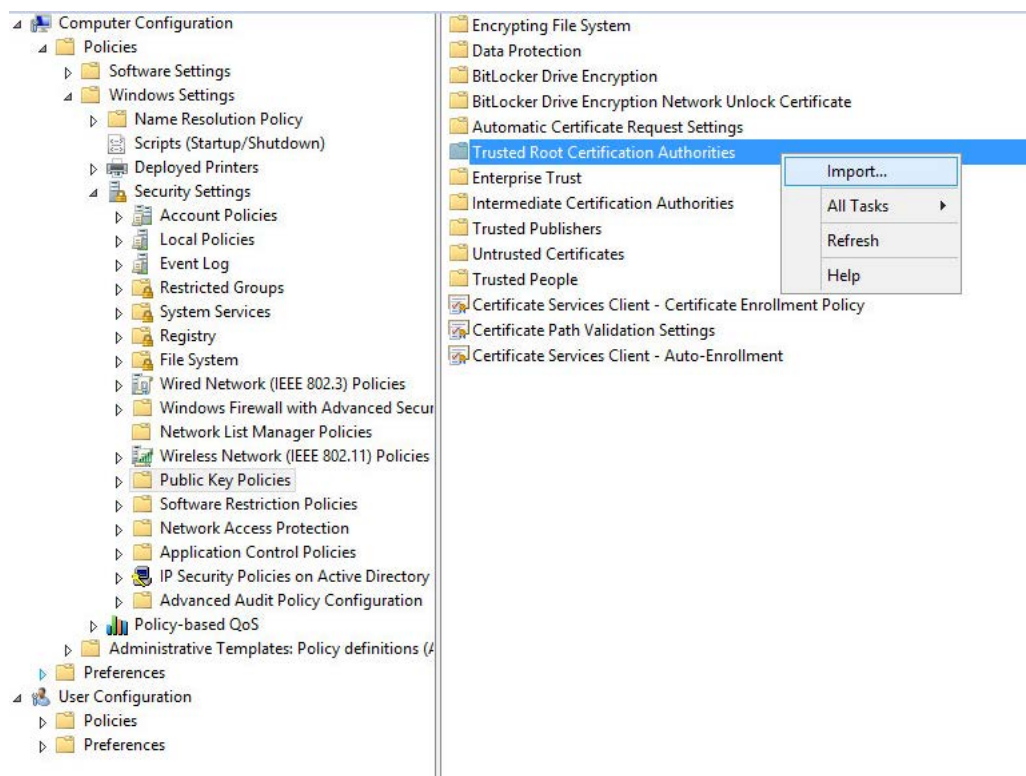 Computer Configuration
Policies
Software Settings
Windows Settings
Name Resolution Policy
Scripts (Startup/Shutdown)
Deployed Printers
Security Settings
Account Policies
Local Policies
Event Log
Restricted Groups
System Services
Registry
File System
Wired Network (IEEE 802.3) Policies
Windows Firewall with Advanced Secur
Network List Manager Policies
Wireless Network (IEEE 802.11) Policies
Public Key Policies
Software Restriction Policies
Network Access Protection
Application Control Policies
IP Security Policies on Active Directory
Advanced Audit Policy Configuration
Policy-based QoS
Administrative Templates: Policy definitions (A
Preferences
User Configuration
Policies
Preferences
Encrypting File System
Data Protection
BitLocker Drive Encryption
BitLocker Drive Encryption Network Unlock Certificate
Automatic Certificate Request Settings
Trusted Root Certification Authorities
Enterprise Trust
Intermediate Certification Authorities
Trusted Publishers
Untrusted Certificates
Trusted People
Certificate Services Client - Certificate Enrollment Policy
Certificate Path Validation Settings
Certificate Services Client - Auto-Enrollment
Import...
All Tasks
Refresh
Help